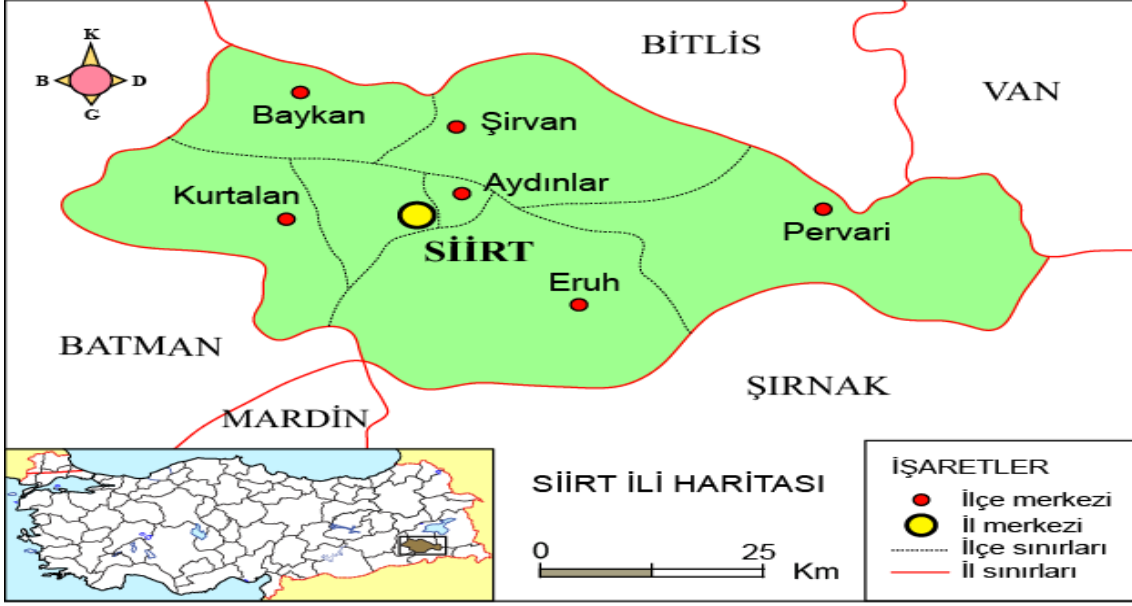 K
B D
G
BİTLİS
VAN
Baykan
Şirvan
Kurtalan
Aydınlar
SİİRT
Pervari
Eruh
BATMAN
MARDİN
ŞIRNAK
SİİRT İLİ HARİTASI
0 25
Km
İŞARETLER
İlçe merkezi
İl merkezi
İlçe sınırları
İl sınırları